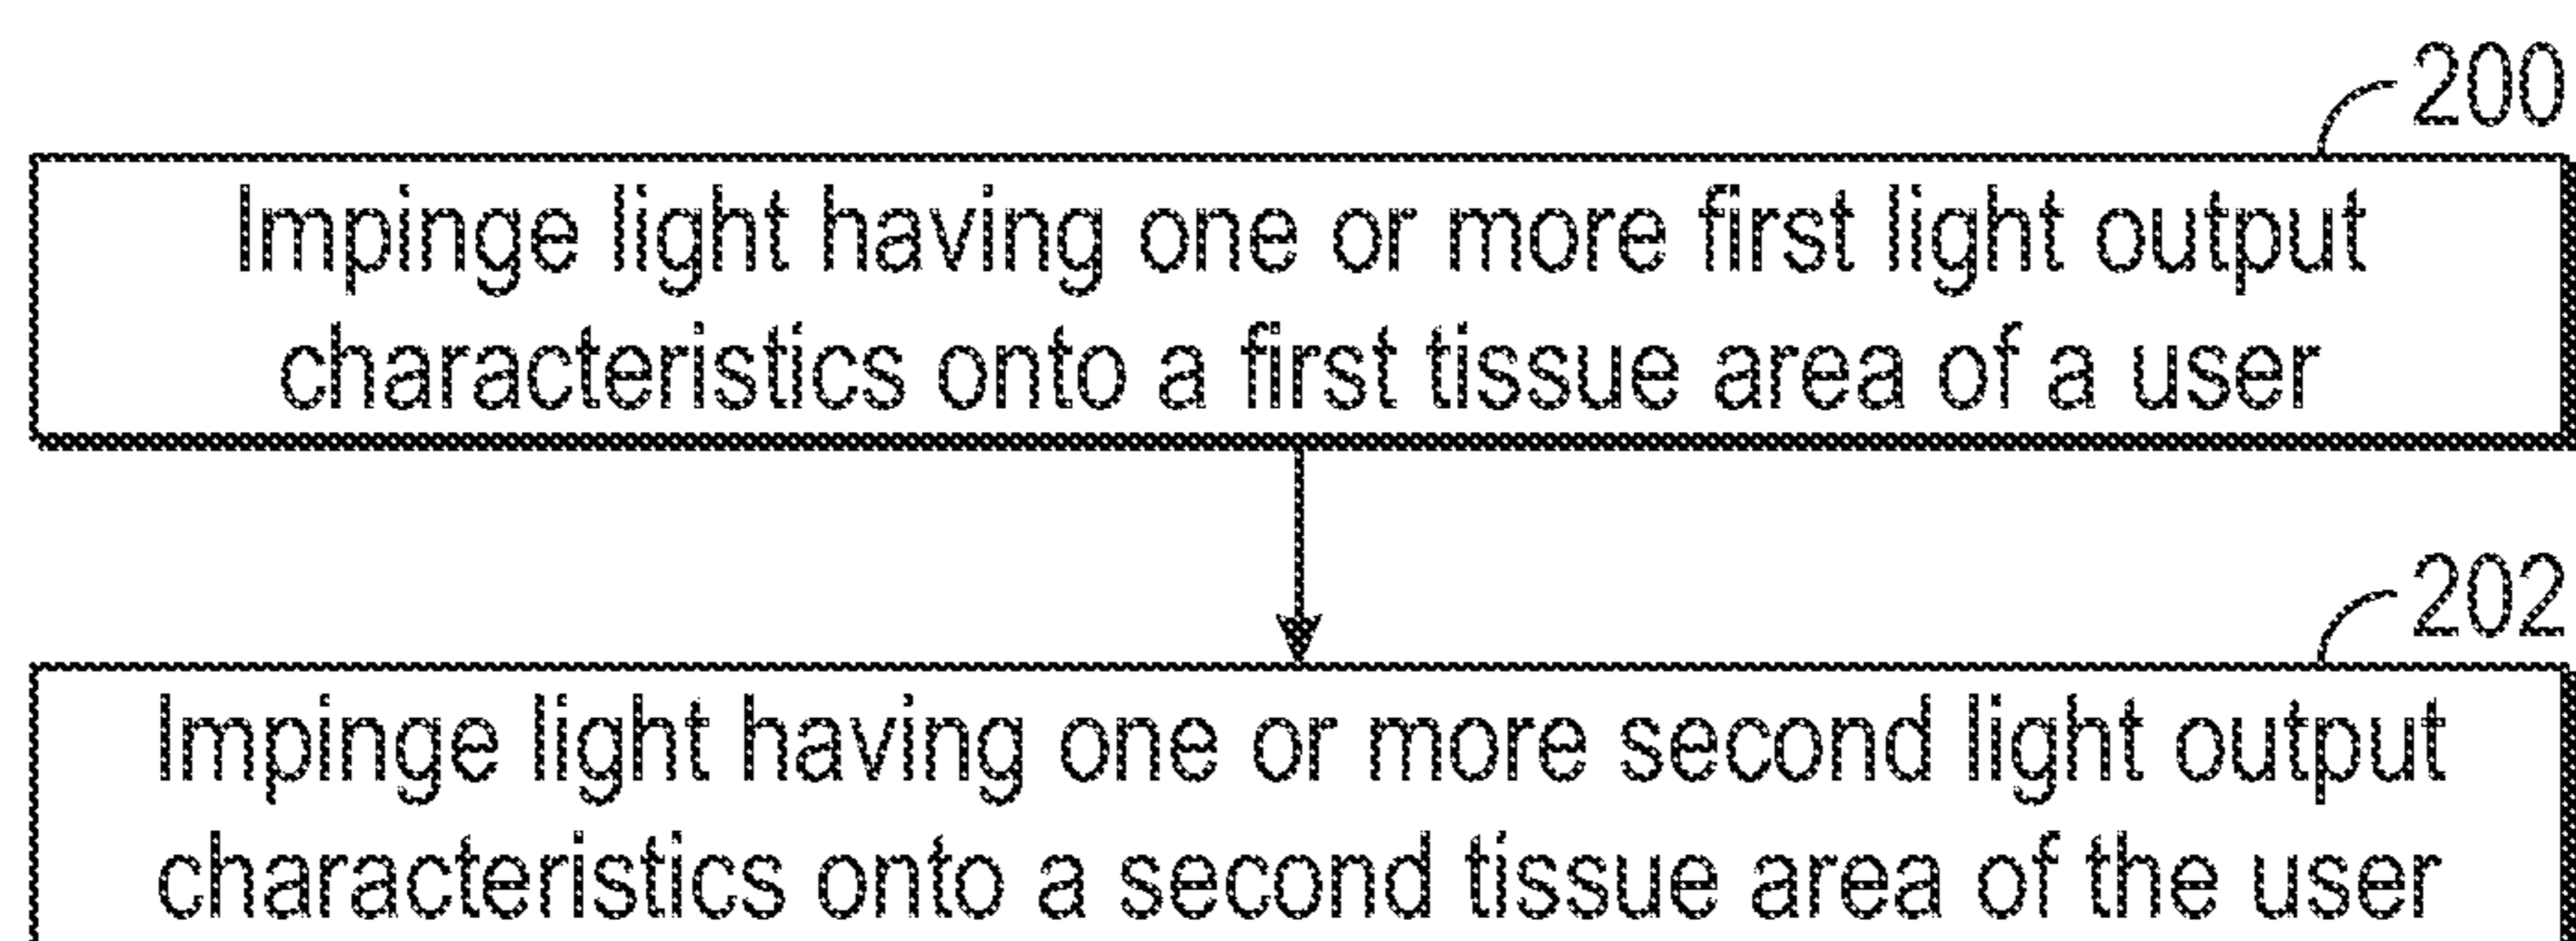 200
Impinge light having one or more first light output
characteristics onto a first tissue area of a user
202
Impinge light having one or more second light output
characteristics onto a second tissue area of the user